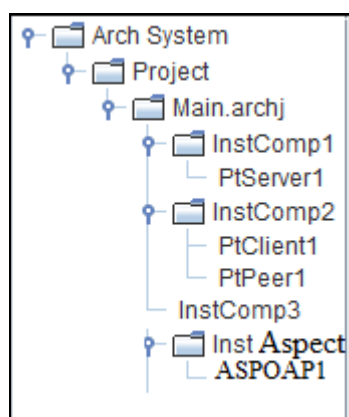 Arch System
Project
Main.archj
InstComp1
PtServer1
InstComp2
PtClient1
PtPeer1
InstComp3
Inst Aspect
ASPOAP1